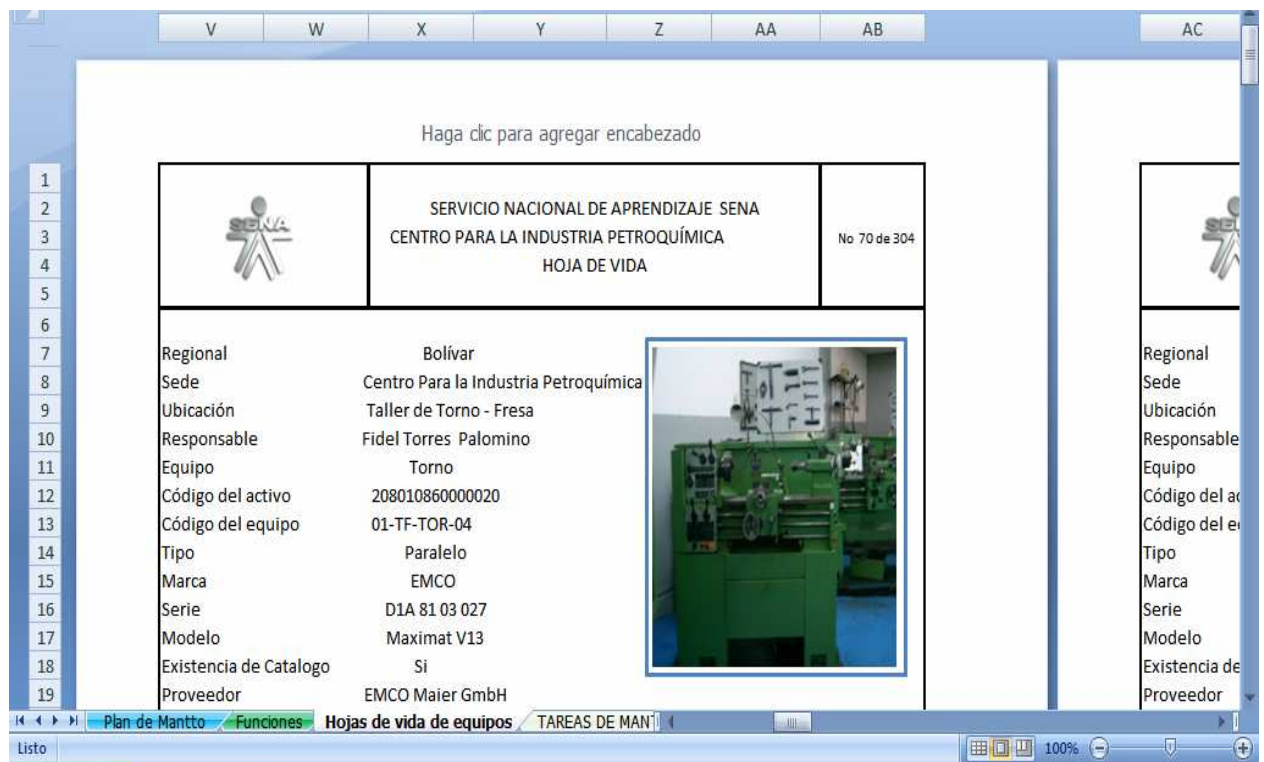 V W X Y Z AA AB AC
Haga clic para agregar encabezado
1
2
3
4
5
6
7
8
9
10
11
12
13
14
15
16
17
18
19
SENA
SERVICIO NACIONAL DE APRENDIZAJE SENA
CENTRO PARA LA INDUSTRIA PETROQUÍMICA
HOJA DE VIDA
No 70 de 304
Regional Bolívar
Sede Centro Para la Industria Petroquímica
Ubicación Taller de Torno - Fresa
Responsable Fidel Torres Palomino
Equipo Torno
Código del activo 208010860000020
Código del equipo 01-TF-TOR-04
Tipo Paralelo
Marca EMCO
Serie D1A 81 03 027
Modelo Maximat V13
Existencia de Catalogo Si
Proveedor EMCO Maier GmbH
Regional
Sede
Ubicación
Responsable
Equipo
Código del
Código del
Tipo
Marca
Serie
Modelo
Existencia de
Proveedor
Plan de Mantto Funciones Hojas de vida de equipos TAREAS DE MANT
Listo 100%